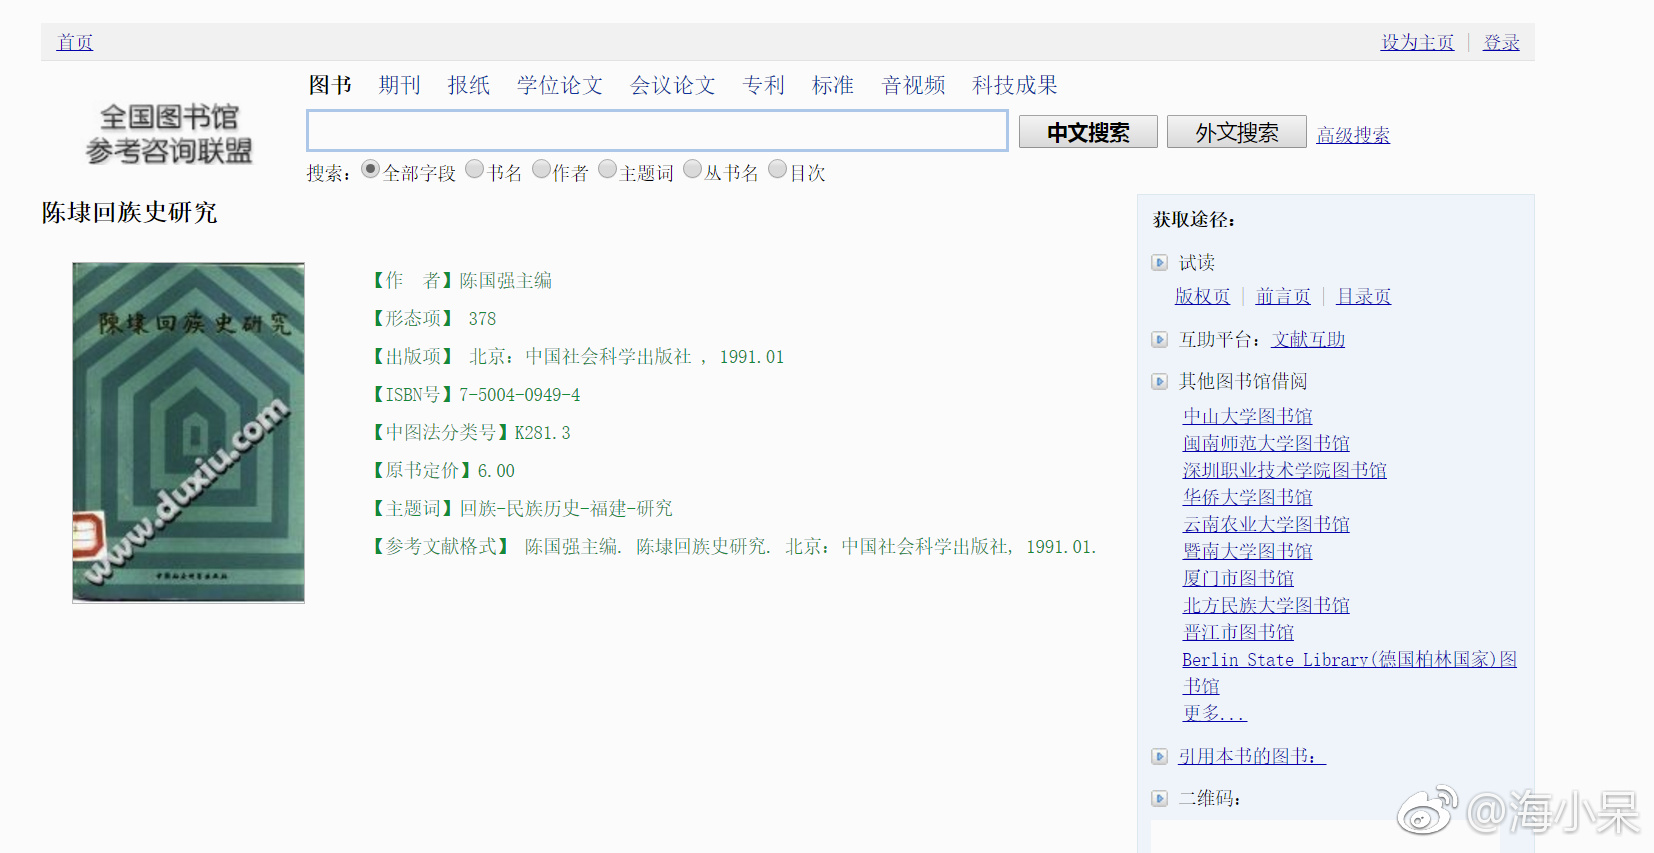 首页
设为主页 | 登录
图书 期刊 报纸 学位论文 会议论文 专利 标准 音视频 科技成果
全国图书馆
参考咨询联盟
中文搜索 外文搜索 高级搜索
搜索: 全部字段 书名 作者 主题词 丛书名 目次
陈埭回族史研究
陳埭回族史研究
www.duxiu.com
中国社会科学出版社
【作 者】陈国强主编
【形态项】 378
【出版项】 北京: 中国社会科学出版社 , 1991.01
【ISBN号】7-5004-0949-4
【中图法分类号】K281.3
【原书定价】6.00
【主题词】回族-民族历史-福建-研究
【参考文献格式】 陈国强主编. 陈埭回族史研究. 北京: 中国社会科学出版社, 1991.01.
获取途径:
试读
版权页 | 前言页 | 目录页
互助平台: 文献互助
其他图书馆借阅
中山大学图书馆
闽南师范大学图书馆
深圳职业技术学院图书馆
华侨大学图书馆
云南农业大学图书馆
暨南大学图书馆
厦门市图书馆
北方民族大学图书馆
晋江市图书馆
Berlin State Library(德国柏林国家)图
书馆
更多...
引用本书的图书:
二维码:
@海小呆